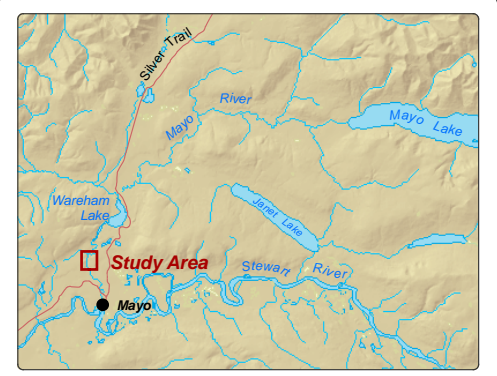 Silver Trail
Mayo River
Mayo Lake
Wareham
Lake
Janet Lake
Study Area
Stewart River
Mayo